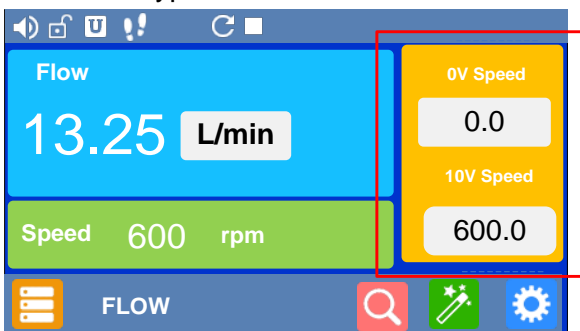 Flow
13.25 L/min
Speed 600 rpm
0V Speed
0.0
10V Speed
600.0
FLOW